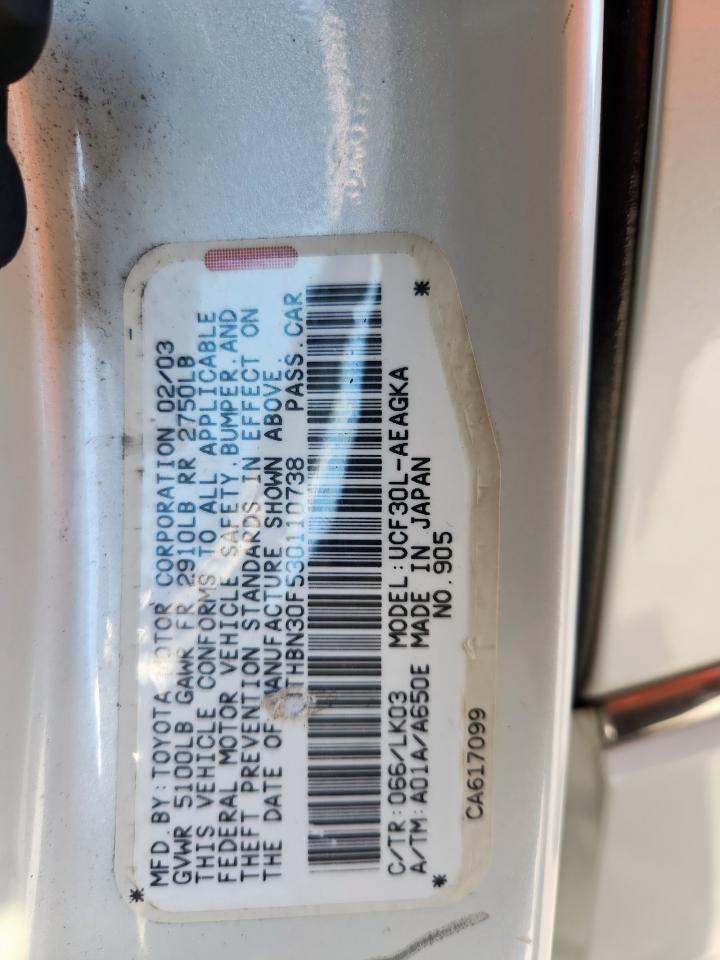 MFD. BY: TOYOTA MOTOR CORPORATION 02/03
GVWR 5100LB GAWR FR 2910LB RR 2750LB
THIS VEHICLE CONFORMS TO ALL APPLICABLE
FEDERAL MOTOR VEHICLE SAFETY, BUMPER, AND
THEFT PREVENTION STANDARDS IN EFFECT ON
THE DATE OF MANUFACTURE SHOWN ABOVE.
THBN30F530110738 PASS. CAR
C/TR: 066/LK03 MODEL: UCF30L-AEAGKA
A/TM: A01A/A650E MADE IN JAPAN
NO. 905
CA617099